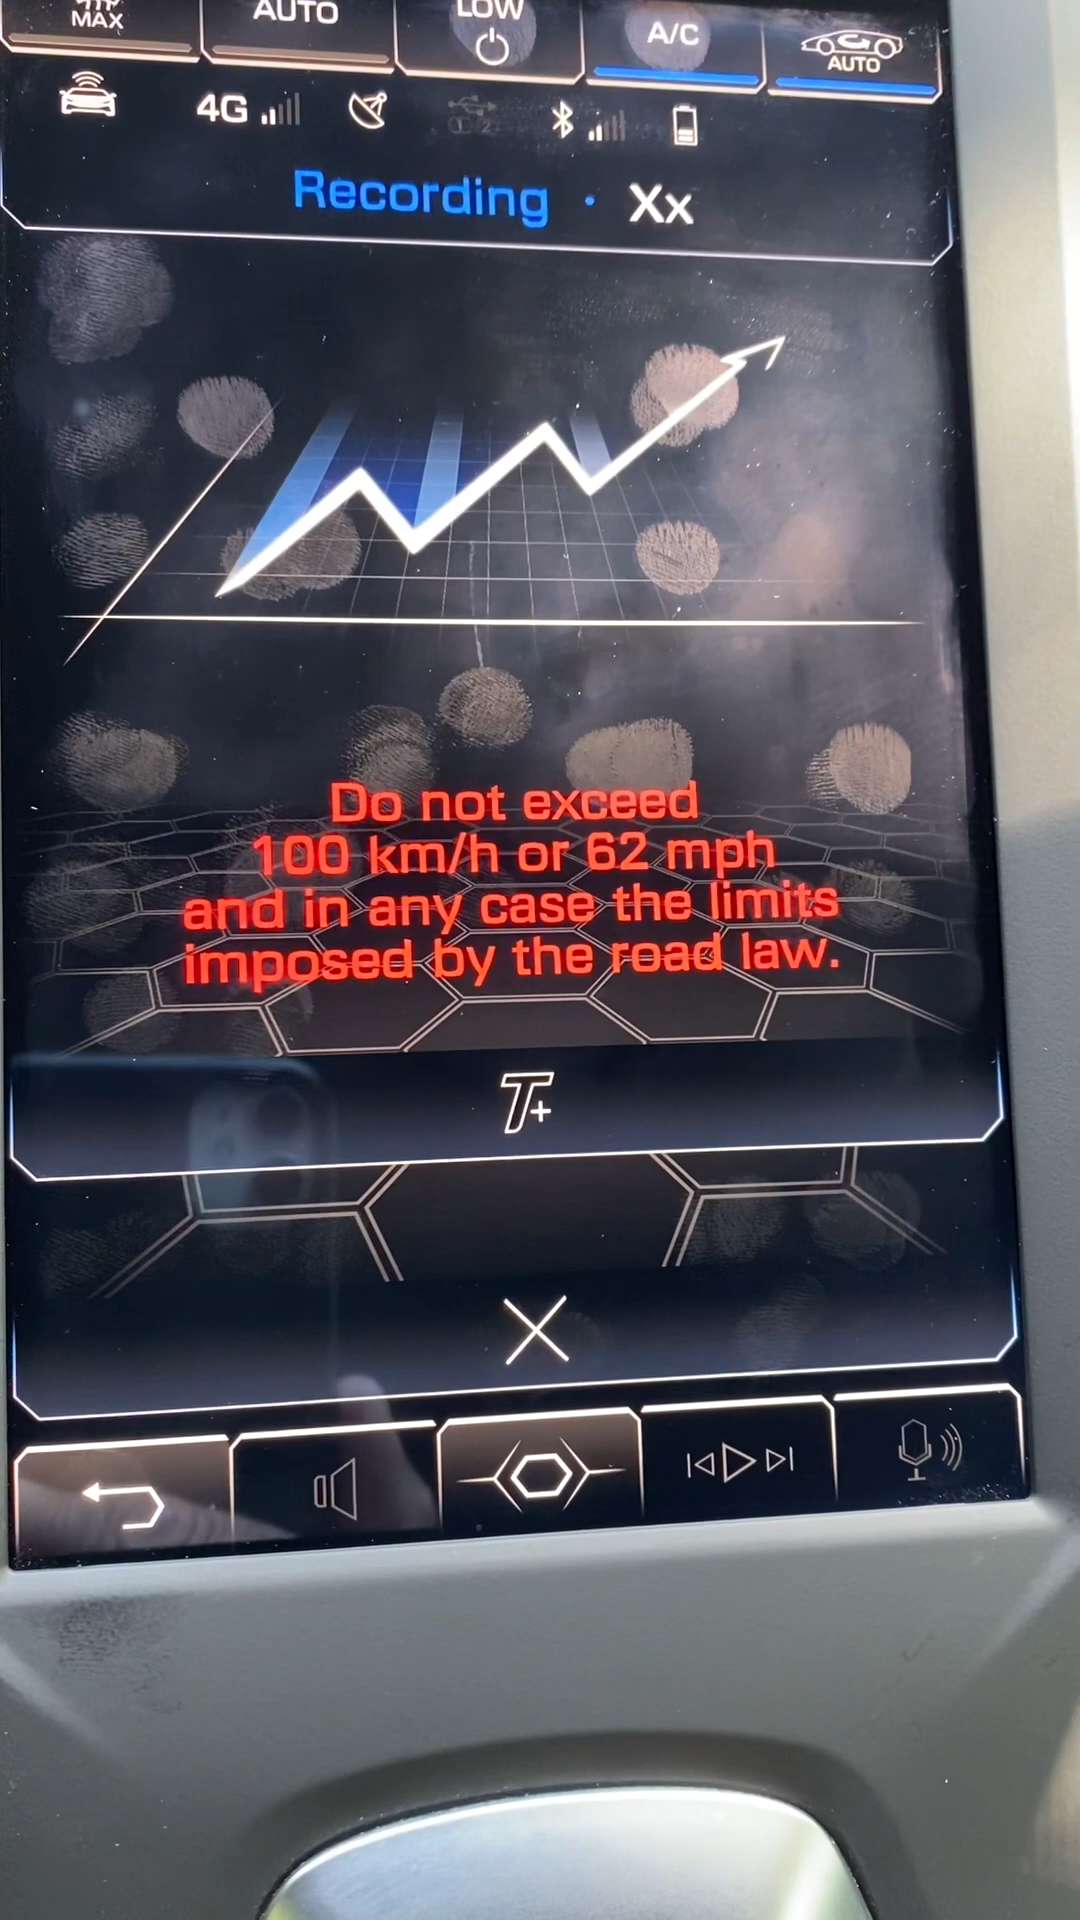 MAX
AUTO
LOW
A/C
AUTO
4G
Recording · Xx
Do not exceed
100 km/h or 62 mph
and in any case the limits
imposed by the road law.
T+